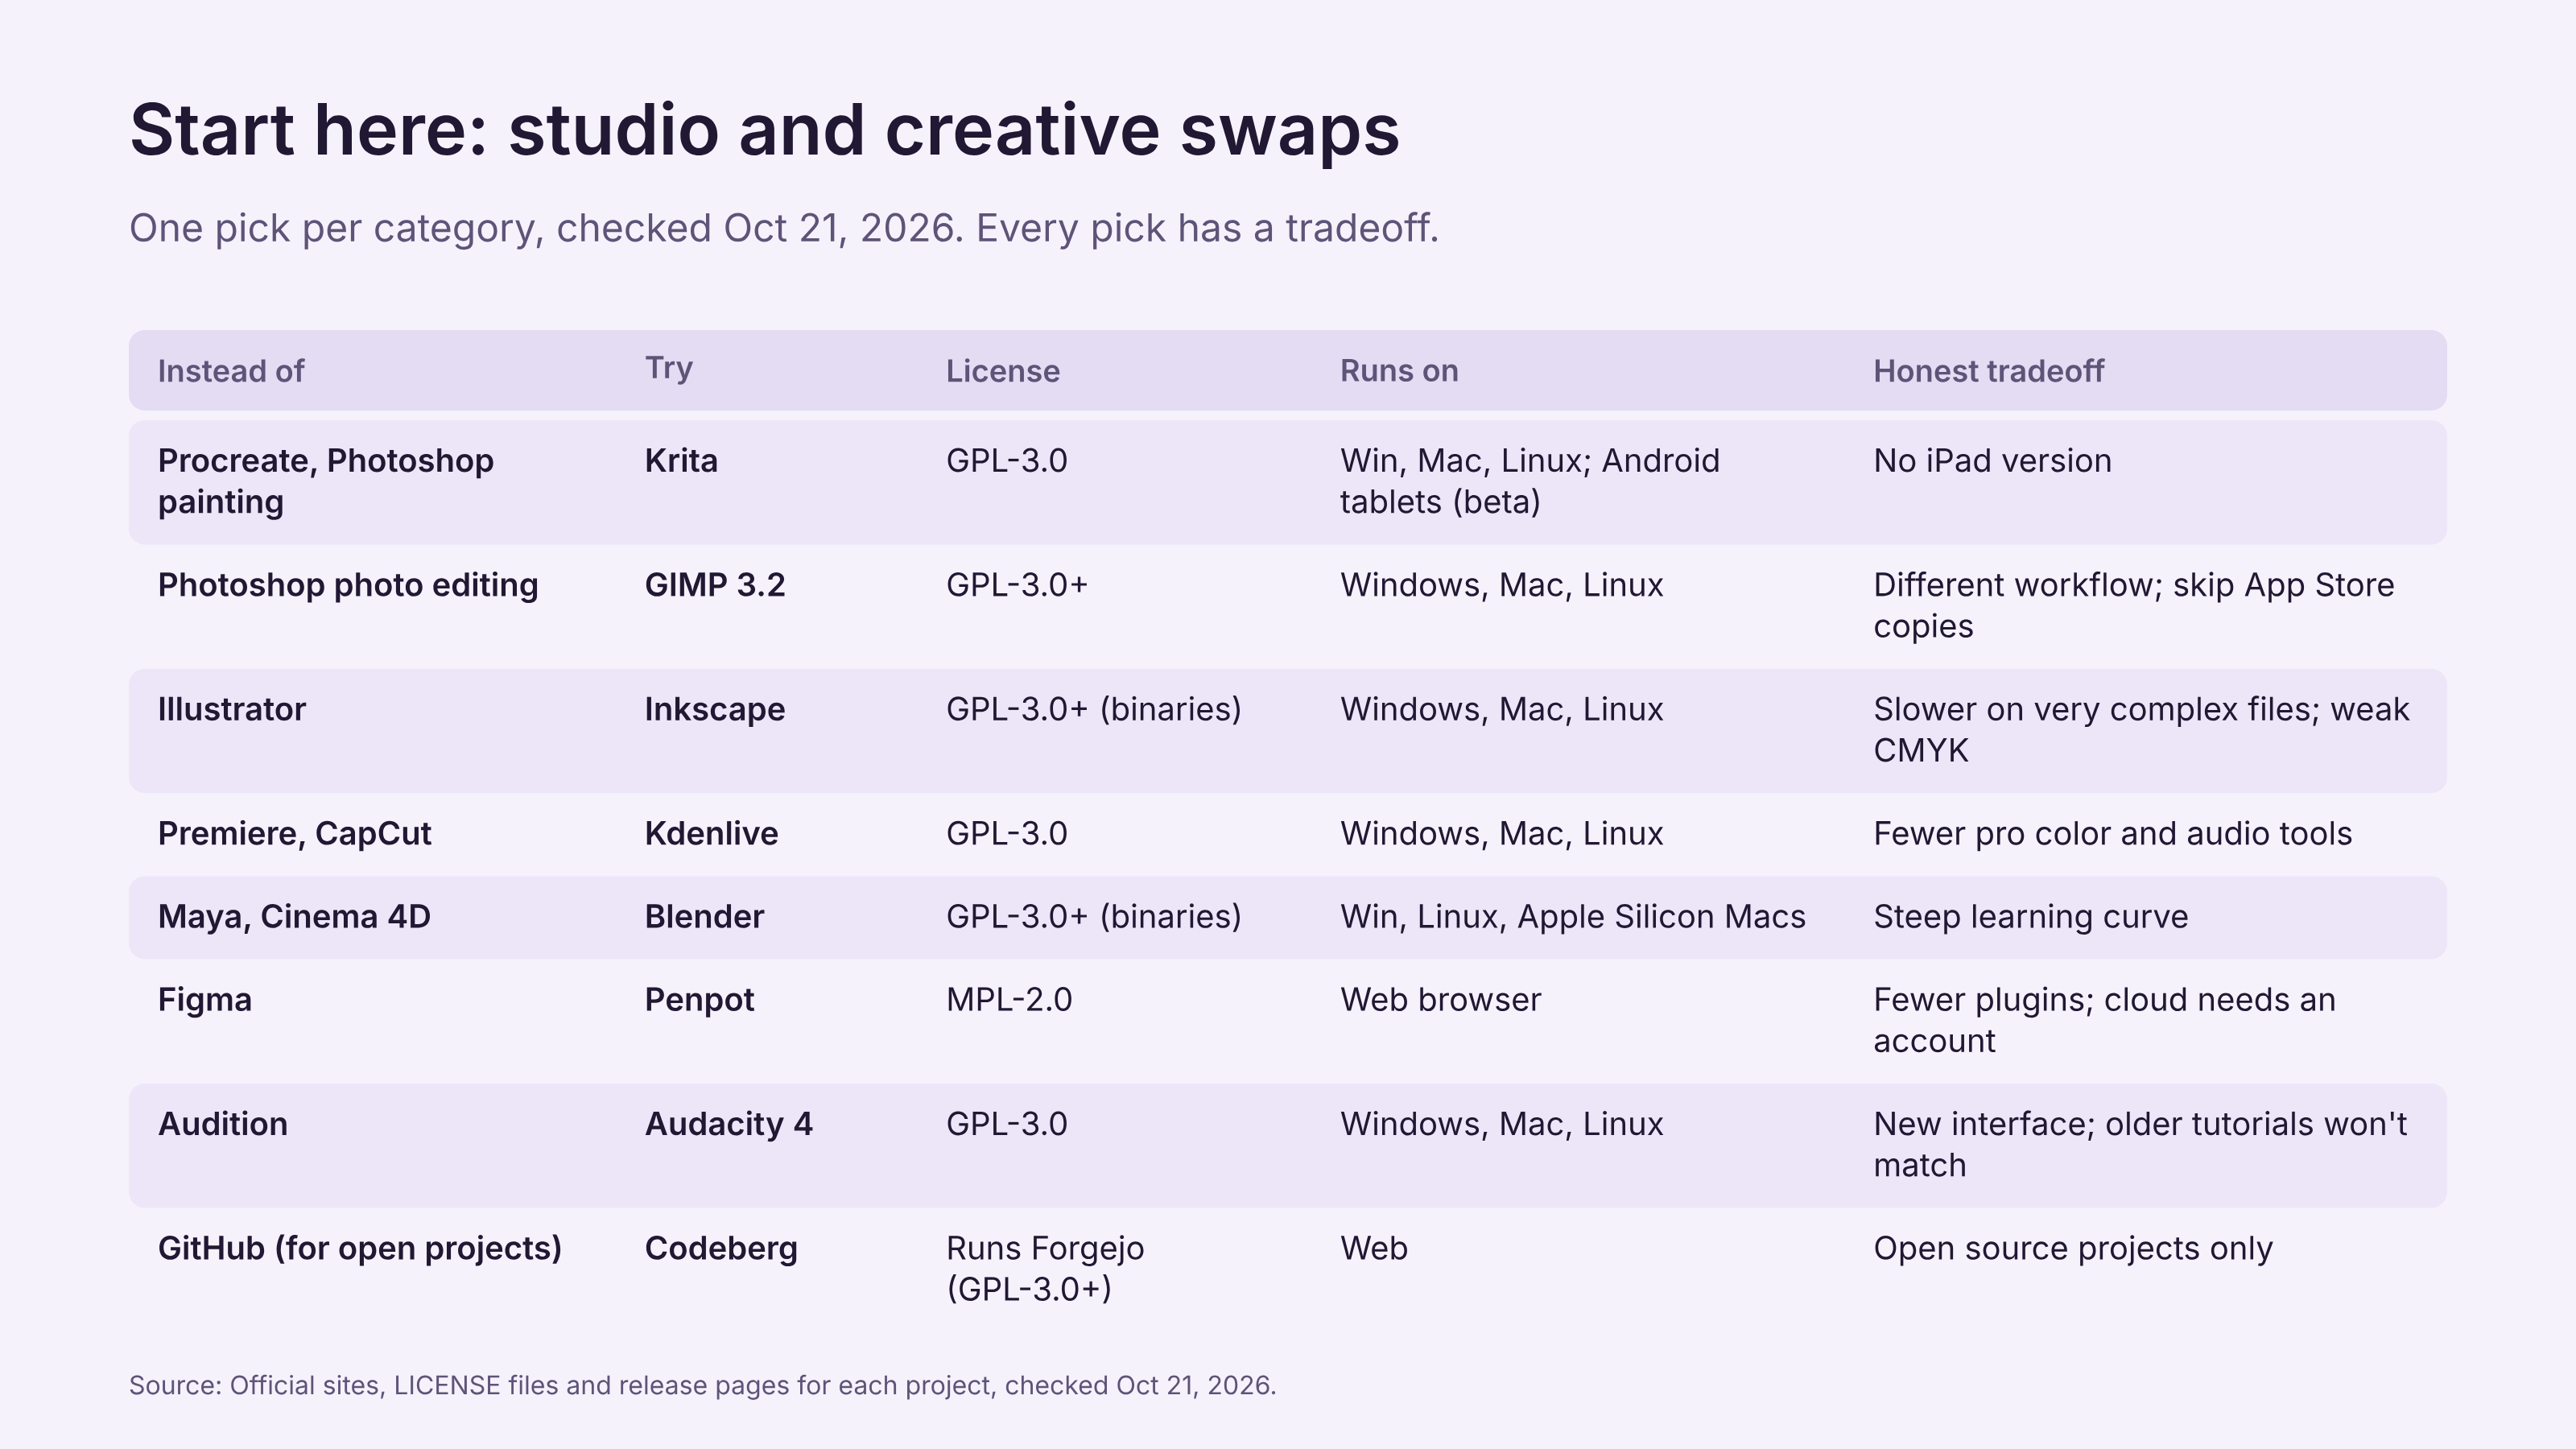 Start here: studio and creative swaps
One pick per category, checked Oct 21, 2026. Every pick has a tradeoff.
Instead of Try License Runs on Honest tradeoff
Procreate, Photoshop Krita GPL-3.0 Win, Mac, Linux; Android No iPad version
painting tablets (beta)
Photoshop photo editing GIMP 3.2 GPL-3.0+ Windows, Mac, Linux Different workflow; skip App Store
copies
Illustrator Inkscape GPL-3.0+ (binaries) Windows, Mac, Linux Slower on very complex files; weak
CMYK
Premiere, CapCut Kdenlive GPL-3.0 Windows, Mac, Linux Fewer pro color and audio tools
Maya, Cinema 4D Blender GPL-3.0+ (binaries) Win, Linux, Apple Silicon Macs Steep learning curve
Figma Penpot MPL-2.0 Web browser Fewer plugins; cloud needs an
account
Audition Audacity 4 GPL-3.0 Windows, Mac, Linux New interface; older tutorials won't
match
GitHub (for open projects) Codeberg Runs Forgejo Web Open source projects only
(GPL-3.0+)
Source: Official sites, LICENSE files and release pages for each project, checked Oct 21, 2026.